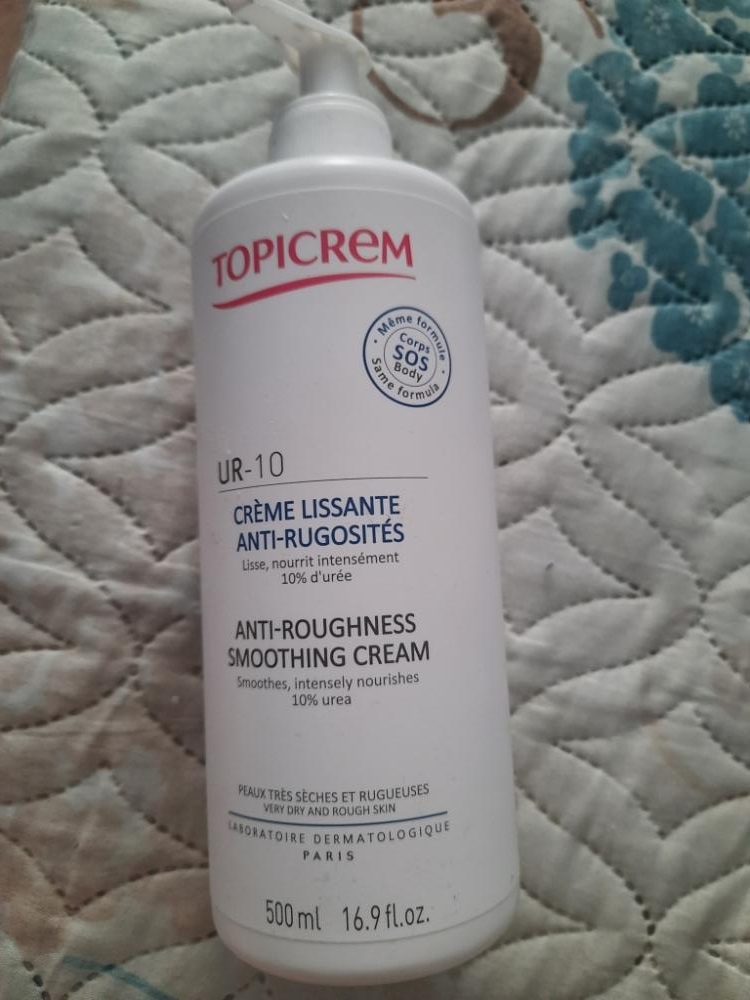 TOPICREM
Même formule
Corps
SOS
Body
Same formula
UR-10
CRÈME LISSANTE
ANTI-RUGOSITÉS
Lisse, nourrit intensément
10% d'urée
ANTI-ROUGHNESS
SMOOTHING CREAM
Smoothes, intensely nourishes
10% urea
PEAUX TRÈS SÈCHES ET RUGUEUSES
VERY DRY AND ROUGH SKIN
LABORATOIRE DERMATOLOGIQUE
PARIS
500 ml 16.9 fl.oz.